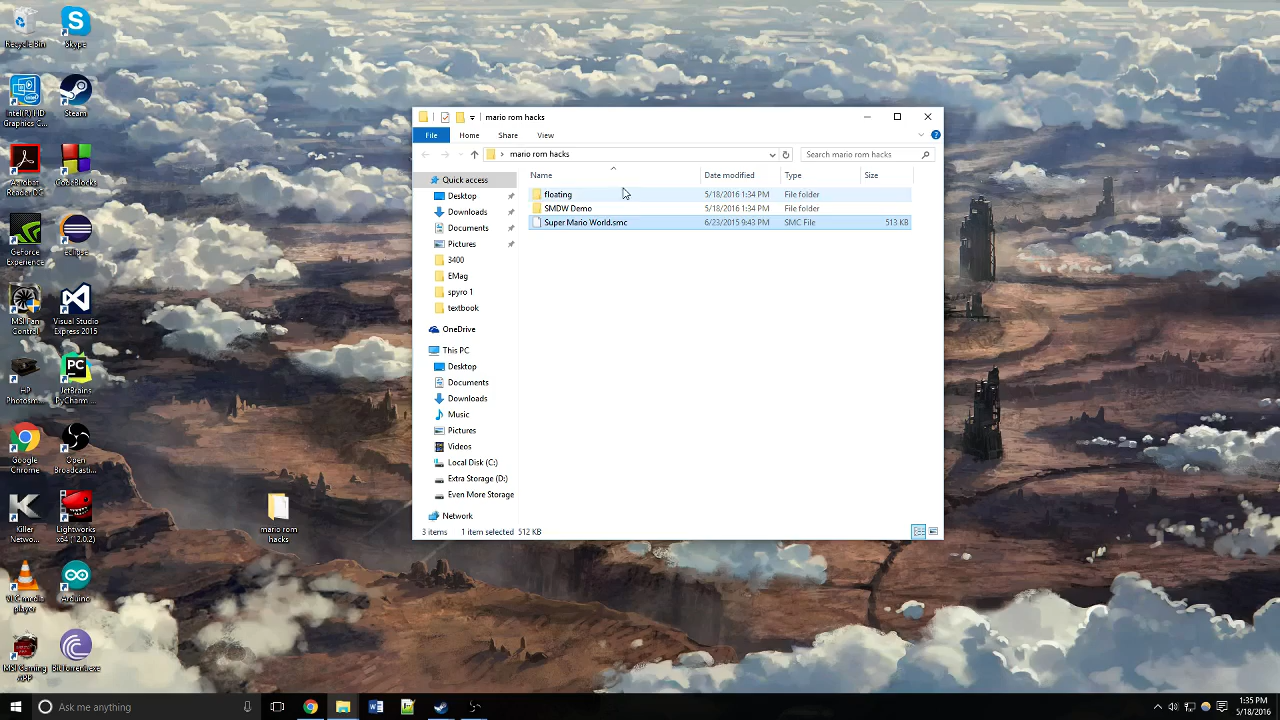 Recycle Bin
Skype
Intel(R) HD
Graphics C...
Steam
Acrobat
Reader DC
CodeBlocks
GeForce
Experience
Eclipse
MSI Fan
Control
Visual Studio
Express 2015
HP
Photosm...
JetBrains
PyCharm ...
Google
Chrome
Open
Broadcasti...
Killer
Netwo...
Lightworks
x64 (12.0.2)
mario rom
hacks
VLC media
player
Arduino
MSI Gaming
APP
BitTorrent.exe
mario rom hacks
File Home Share View
mario rom hacks
Search mario rom hacks
Name Date modified Type Size
floating 5/18/2016 1:34 PM File folder
SMDW Demo 5/18/2016 1:34 PM File folder
Super Mario World.smc 6/23/2015 9:43 PM SMC File 513 KB
Quick access
Desktop
Downloads
Documents
Pictures
3400
EMag
spyro 1
textbook
OneDrive
This PC
Desktop
Documents
Downloads
Music
Pictures
Videos
Local Disk (C:)
Extra Storage (D:)
Even More Storage
Network
3 items 1 item selected 512 KB
Ask me anything
1:35 PM
5/18/2016